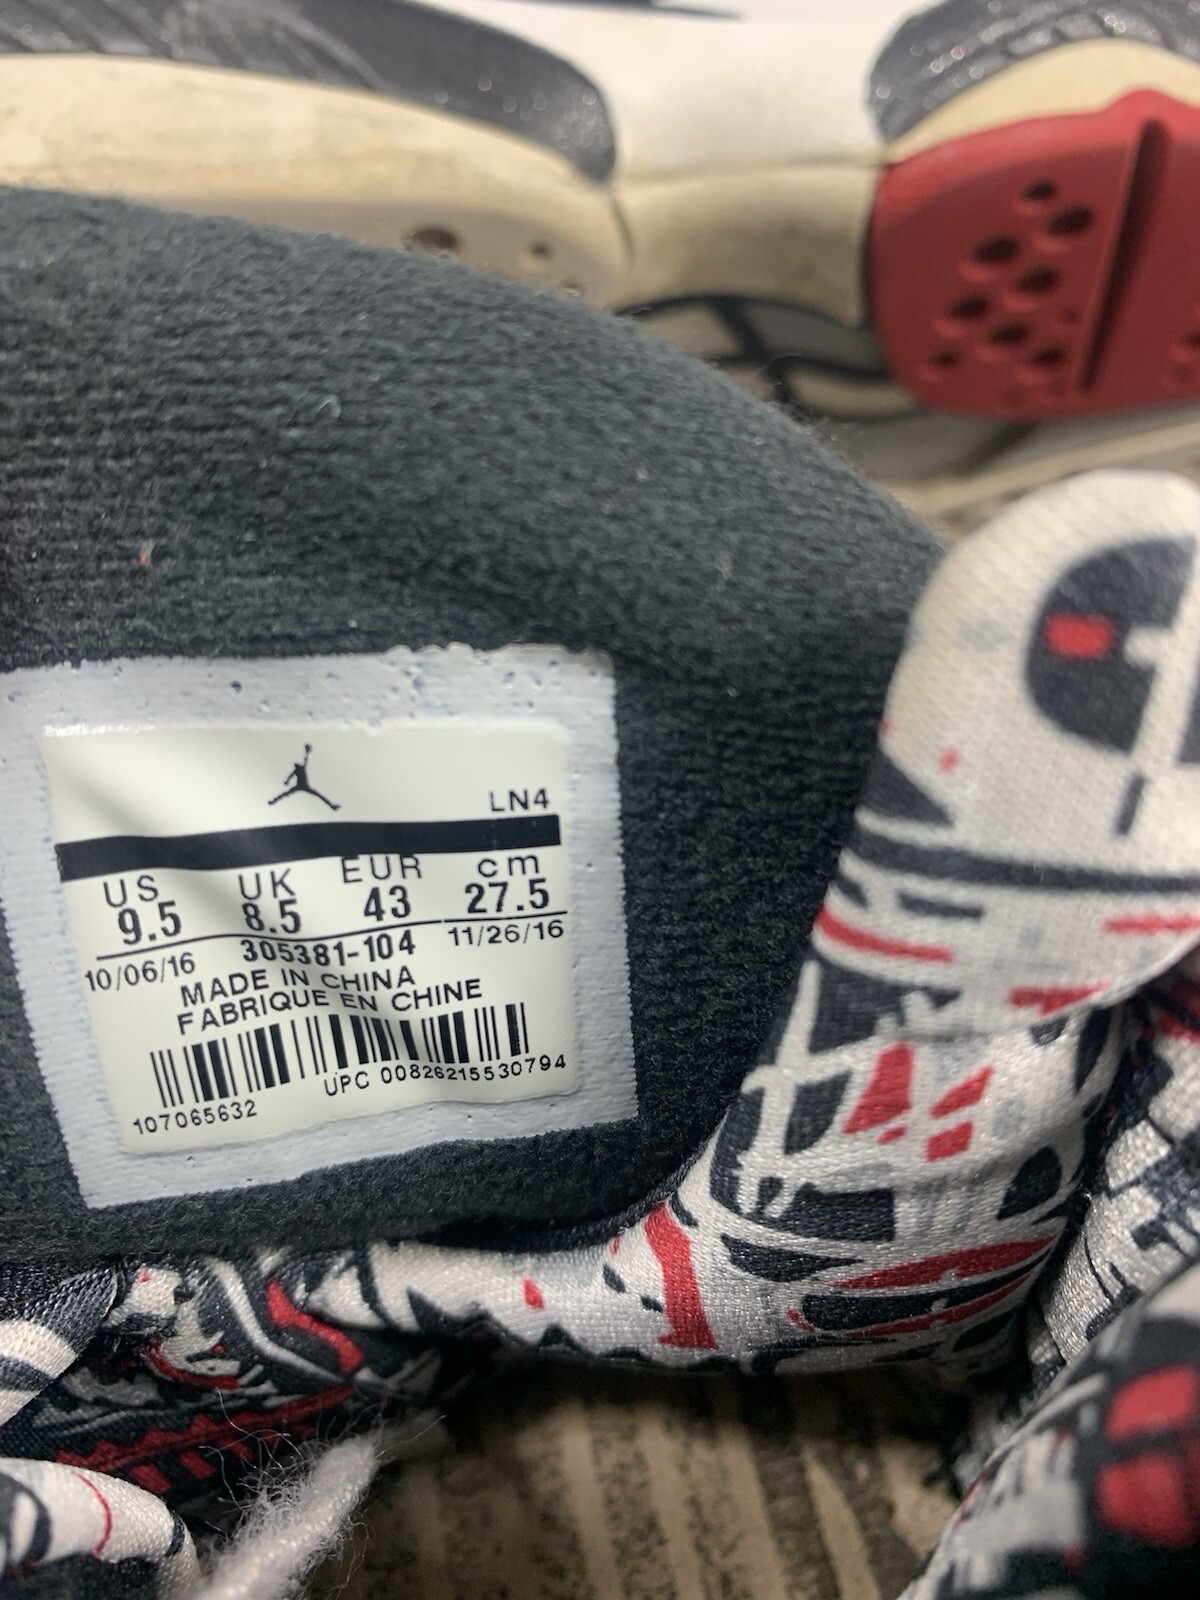 LN4
US UK EUR cm
9.5 8.5 43 27.5
10/06/16 305381-104 11/26/16
MADE IN CHINA
FABRIQUE EN CHINE
UPC 00826215530794
107065632